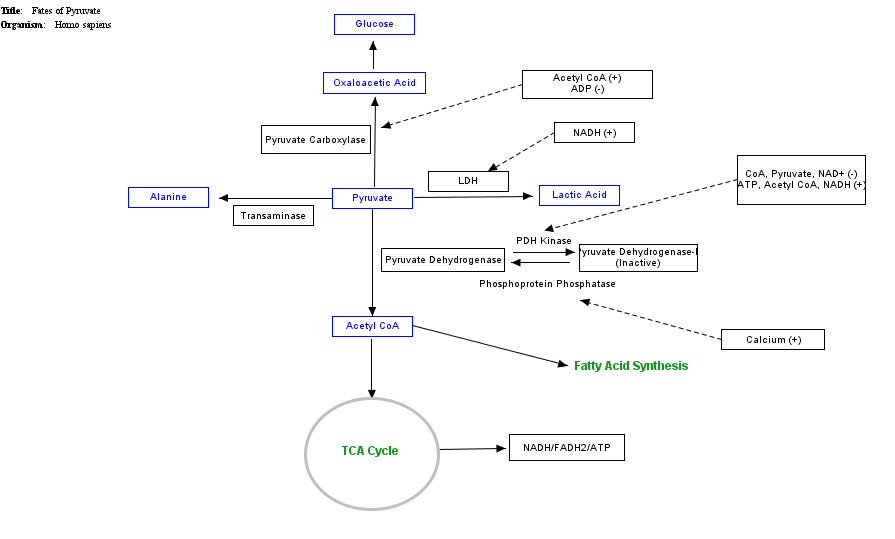 Title: Fates of Pyruvate
Organism: Homo sapiens
Glucose
Oxaloacetic Acid
Acetyl CoA (+)
ADP (-)
Pyruvate Carboxylase
NADH (+)
LDH
CoA, Pyruvate, NAD+ (-)
ATP, Acetyl CoA, NADH (+)
Alanine
Pyruvate
Lactic Acid
Transaminase
PDH Kinase
Pyruvate Dehydrogenase
Pyruvate Dehydrogenase-
(Inactive)
Phosphoprotein Phosphatase
Acetyl CoA
Calcium (+)
Fatty Acid Synthesis
TCA Cycle
NADH/FADH2/ATP